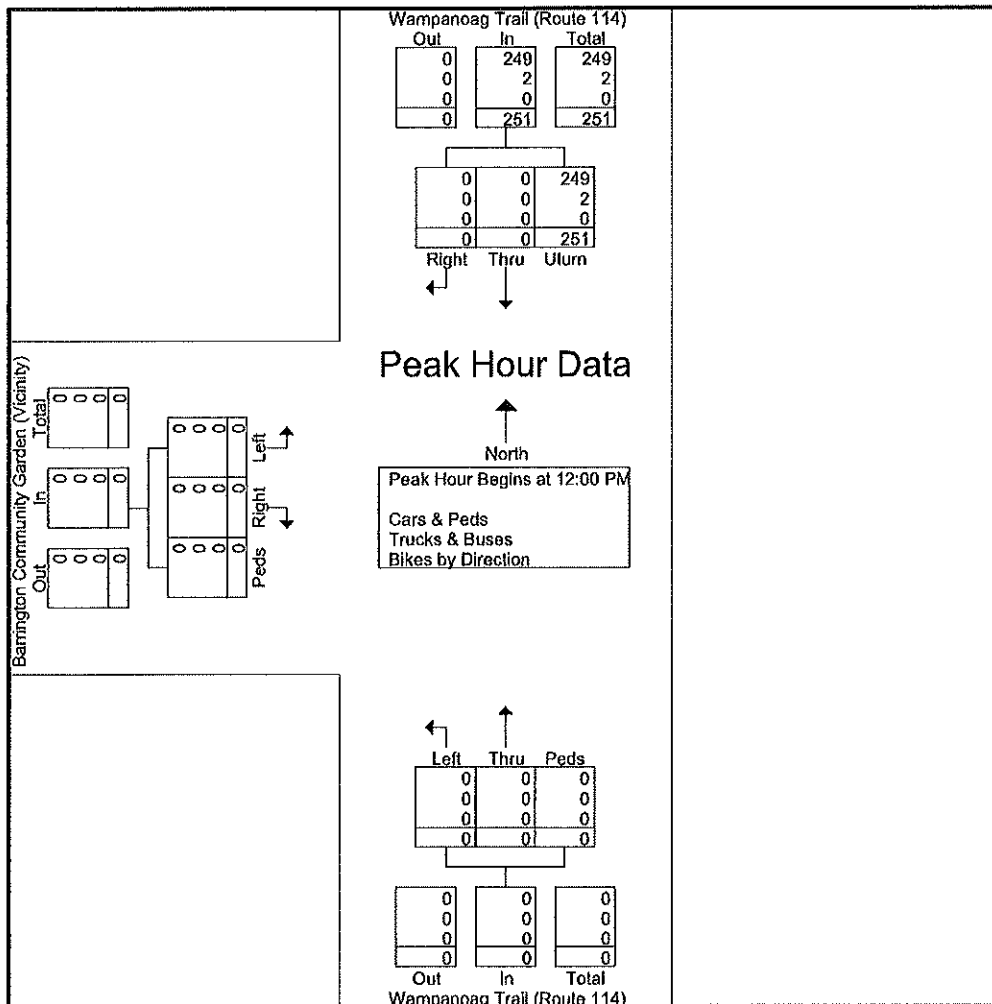 Wampanoag Trail (Route 114)
Out In Total
0 249 249
0 2 2
0 0 0
0 251 251
0 0 249
0 0 2
0 0 0
0 0 251
Right Thru Uturn
Peak Hour Data
North
Peak Hour Begins at 12:00 PM
Cars & Peds
Trucks & Buses
Bikes by Direction
Barrington Community Garden (Vicinity)
Out In Total
0 0 0
0 0 0
0 0 0
0 0 0
Peds Right Left
0 0 0
0 0 0
0 0 0
0 0 0
Left Thru Peds
0 0 0
0 0 0
0 0 0
0 0 0
0 0 0
0 0 0
0 0 0
0 0 0
Out In Total
Wampanoag Trail (Route 114)